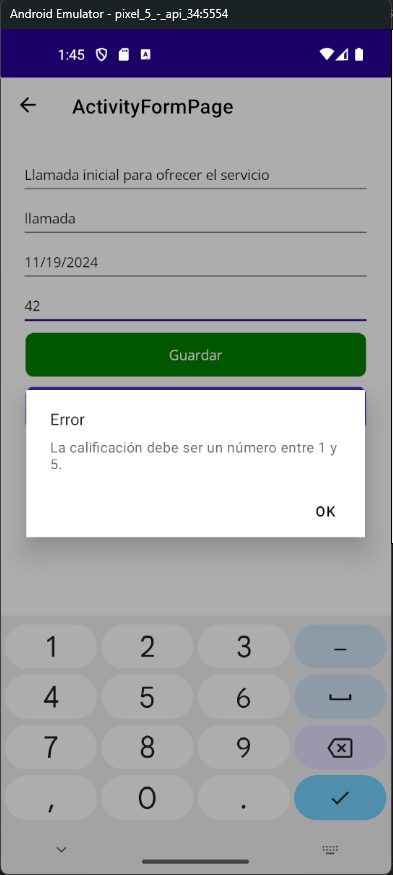 Android Emulator - pixel_5_-_api_34:5554
1:45
ActivityFormPage
Llamada inicial para ofrecer el servicio
llamada
11/19/2024
42
Guardar
Error
La calificación debe ser un número entre 1 y
5.
OK
1 2 3 –
4 5 6
7 8 9
, 0 .